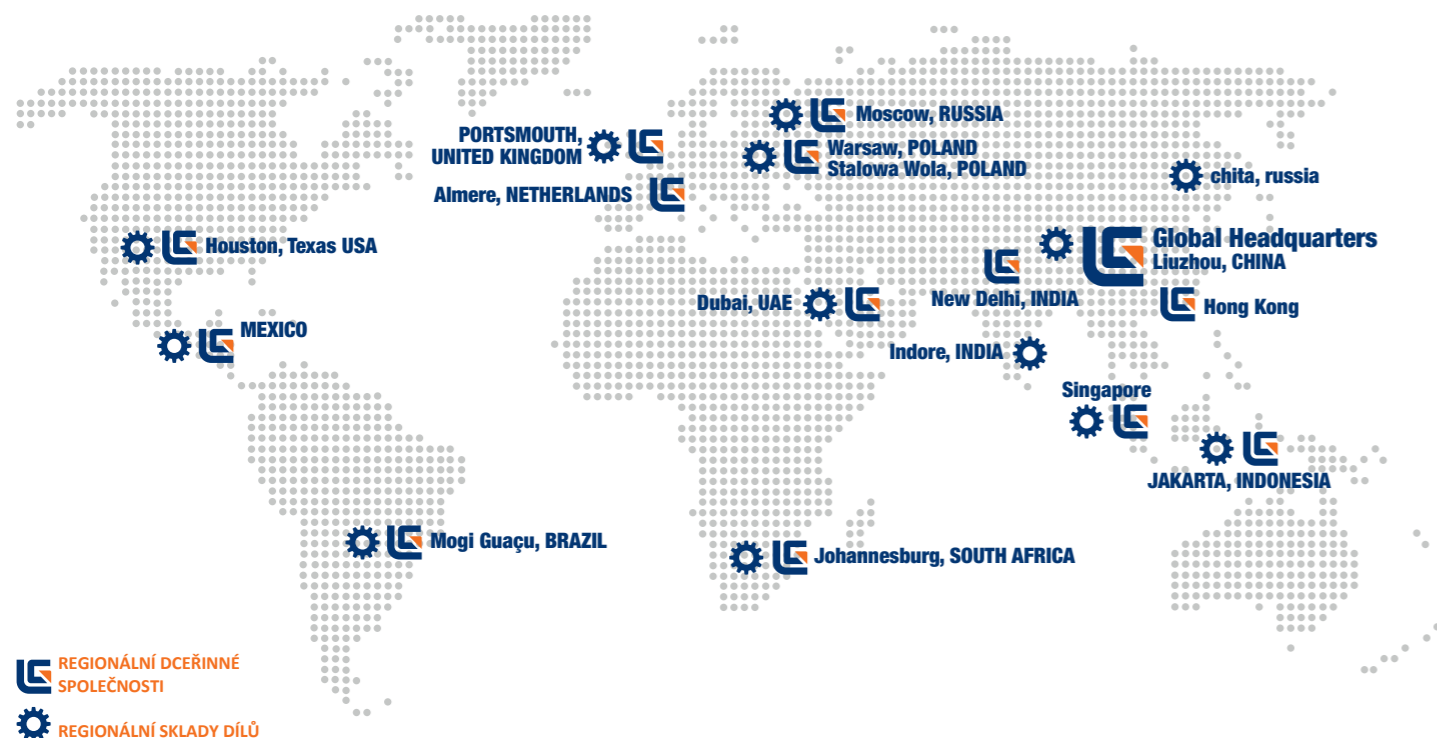 Moscow, RUSSIA
PORTSMOUTH,
UNITED KINGDOM
Warsaw, POLAND
Stalowa Wola, POLAND
chita, russia
Almere, NETHERLANDS
Houston, Texas USA
Global Headquarters
Liuzhou, CHINA
New Delhi, INDIA
Dubai, UAE
Hong Kong
MEXICO
Indore, INDIA
Singapore
JAKARTA, INDONESIA
Mogi Guaçu, BRAZIL
Johannesburg, SOUTH AFRICA
REGIONÁLNÍ DCEŘINNÉ
SPOLEČNOSTI
REGIONÁLNÍ SKLADY DÍLŮ